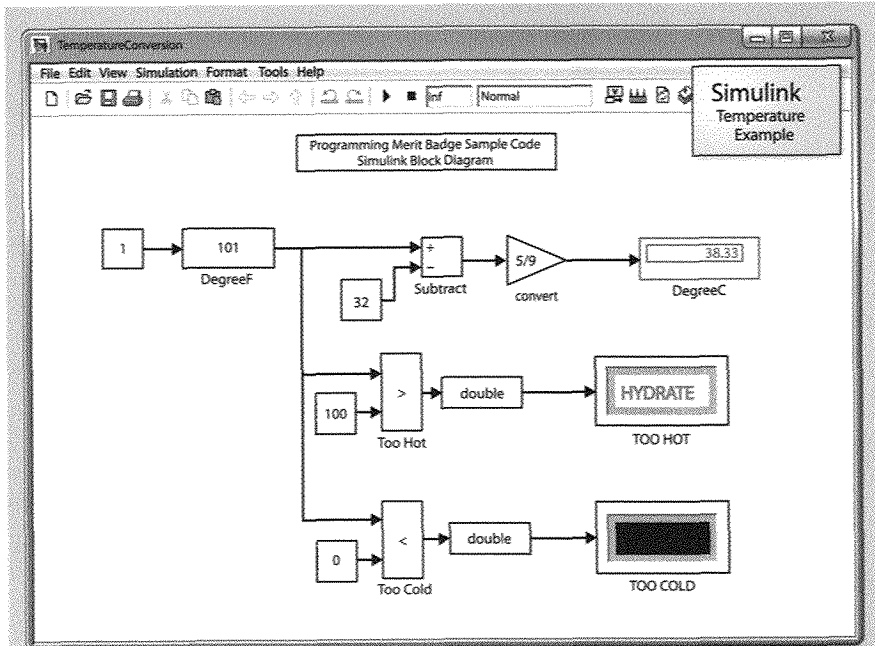 TemperatureConversion
File Edit View Simulation Format Tools Help
inf
Normal
Simulink
Temperature
Example
Programming Merit Badge Sample Code
Simulink Block Diagram
1
101
DegreeF
+
−
32
Subtract
5/9
convert
38.33
DegreeC
100
>
Too Hot
double
HYDRATE
TOO HOT
0
<
Too Cold
double
TOO COLD